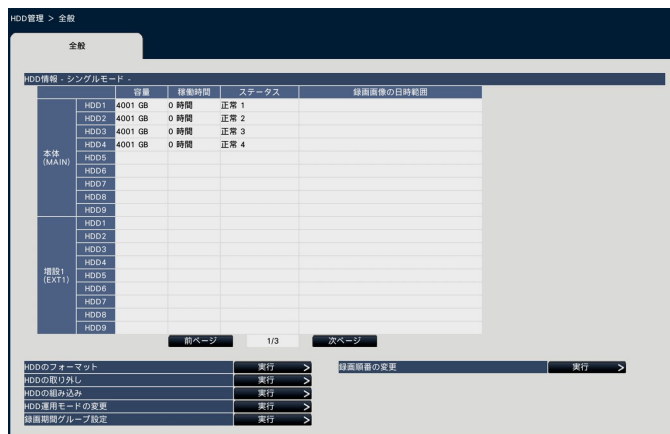 HDD管理 > 全般
全般
HDD情報 - シングルモード -
容量 稼働時間 ステータス 録画画像の日時範囲
本体
(MAIN)
HDD1 4001 GB 0 時間 正常 1
HDD2 4001 GB 0 時間 正常 2
HDD3 4001 GB 0 時間 正常 3
HDD4 4001 GB 0 時間 正常 4
HDD5
HDD6
HDD7
HDD8
HDD9
増設1
(EXT1)
HDD1
HDD2
HDD3
HDD4
HDD5
HDD6
HDD7
HDD8
HDD9
前ページ 1/3 次ページ
HDDのフォーマット 実行 > 録画順番の変更 実行 >
HDDの取り外し 実行 >
HDDの組み込み 実行 >
HDD運用モードの変更 実行 >
録画期間グループ設定 実行 >